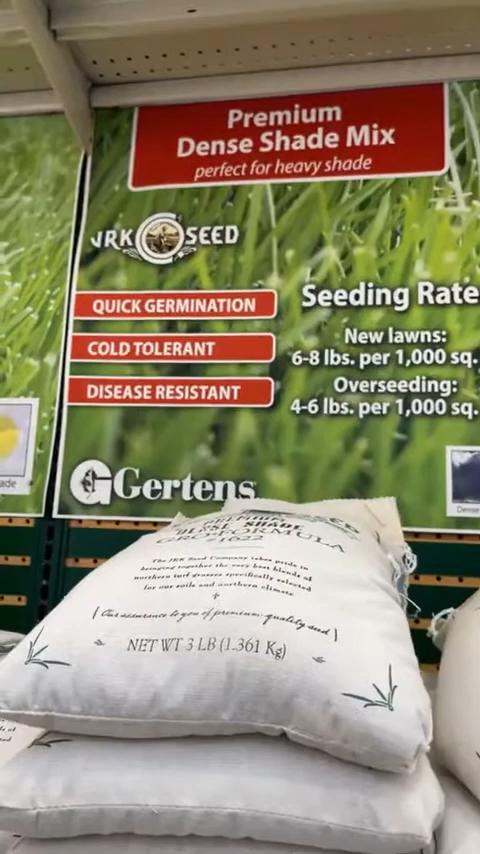 Premium
Dense Shade Mix
perfect for heavy shade
JRK SEED
QUICK GERMINATION
COLD TOLERANT
DISEASE RESISTANT
Seeding Rate
New lawns:
6-8 lbs. per 1,000 sq.
Overseeding:
4-6 lbs. per 1,000 sq.
ade
Dense
Gertens
SHADE
GRO-FORMULA
1622
The JRK Seed Company takes pride in
bringing together the very best blends of
northern turf grasses specifically selected
for our soils and northern climate
[ Our assurance to you of premium quality seed ]
NET WT 3 LB (1.361 Kg)